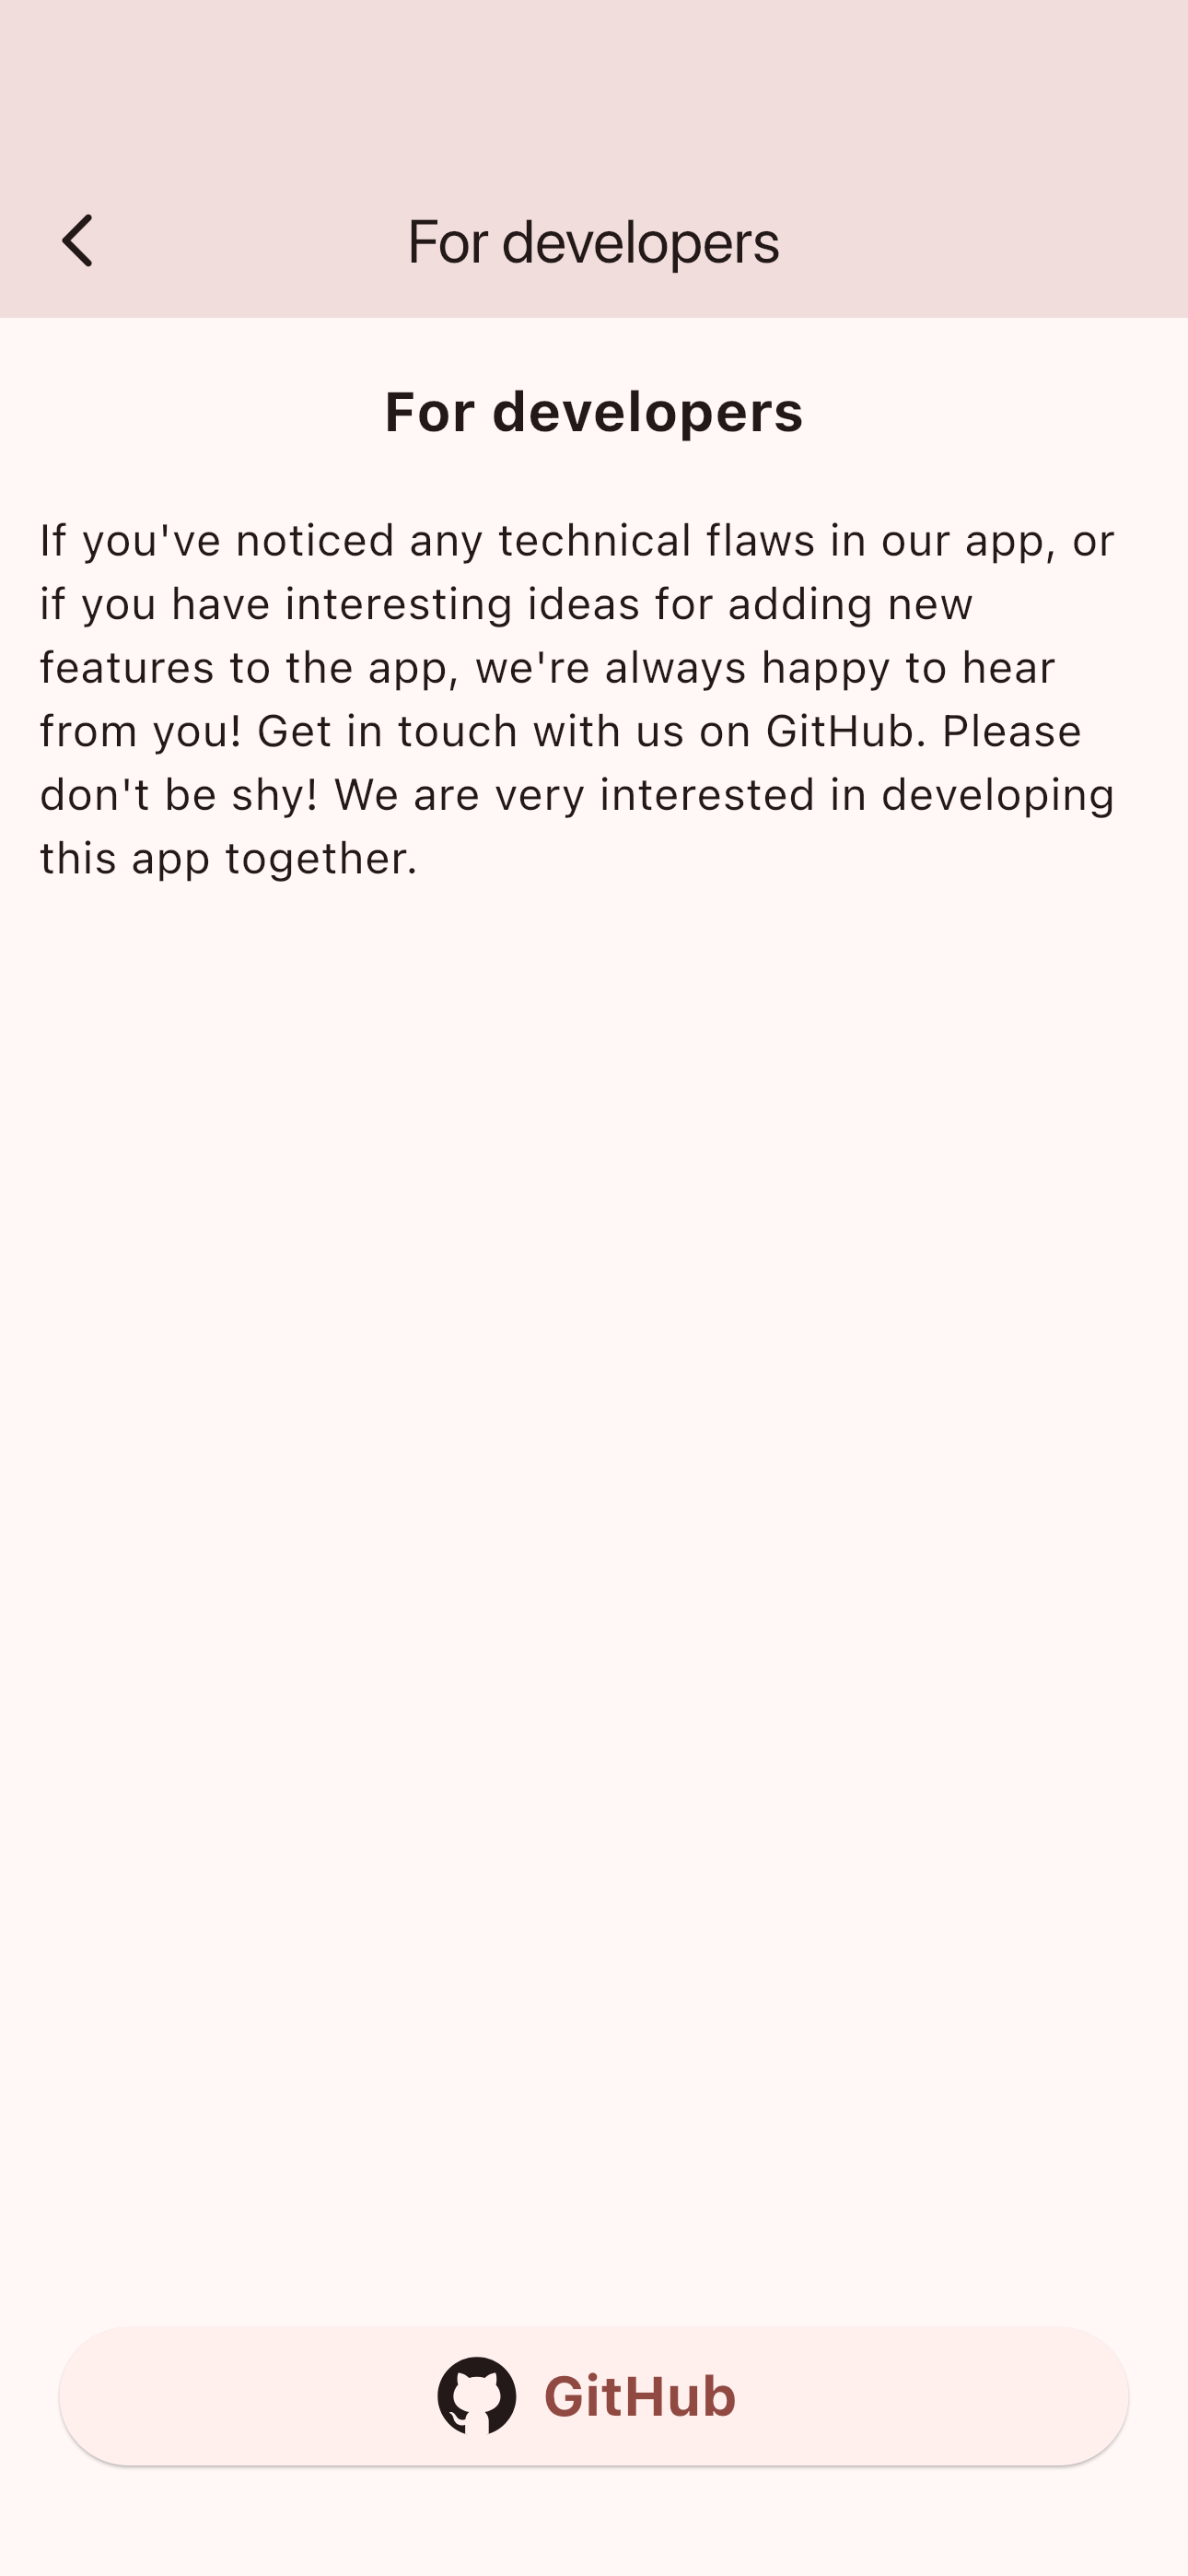 For developers
For developers
If you've noticed any technical flaws in our app, or
if you have interesting ideas for adding new
features to the app, we're always happy to hear
from you! Get in touch with us on GitHub. Please
don't be shy! We are very interested in developing
this app together.
GitHub